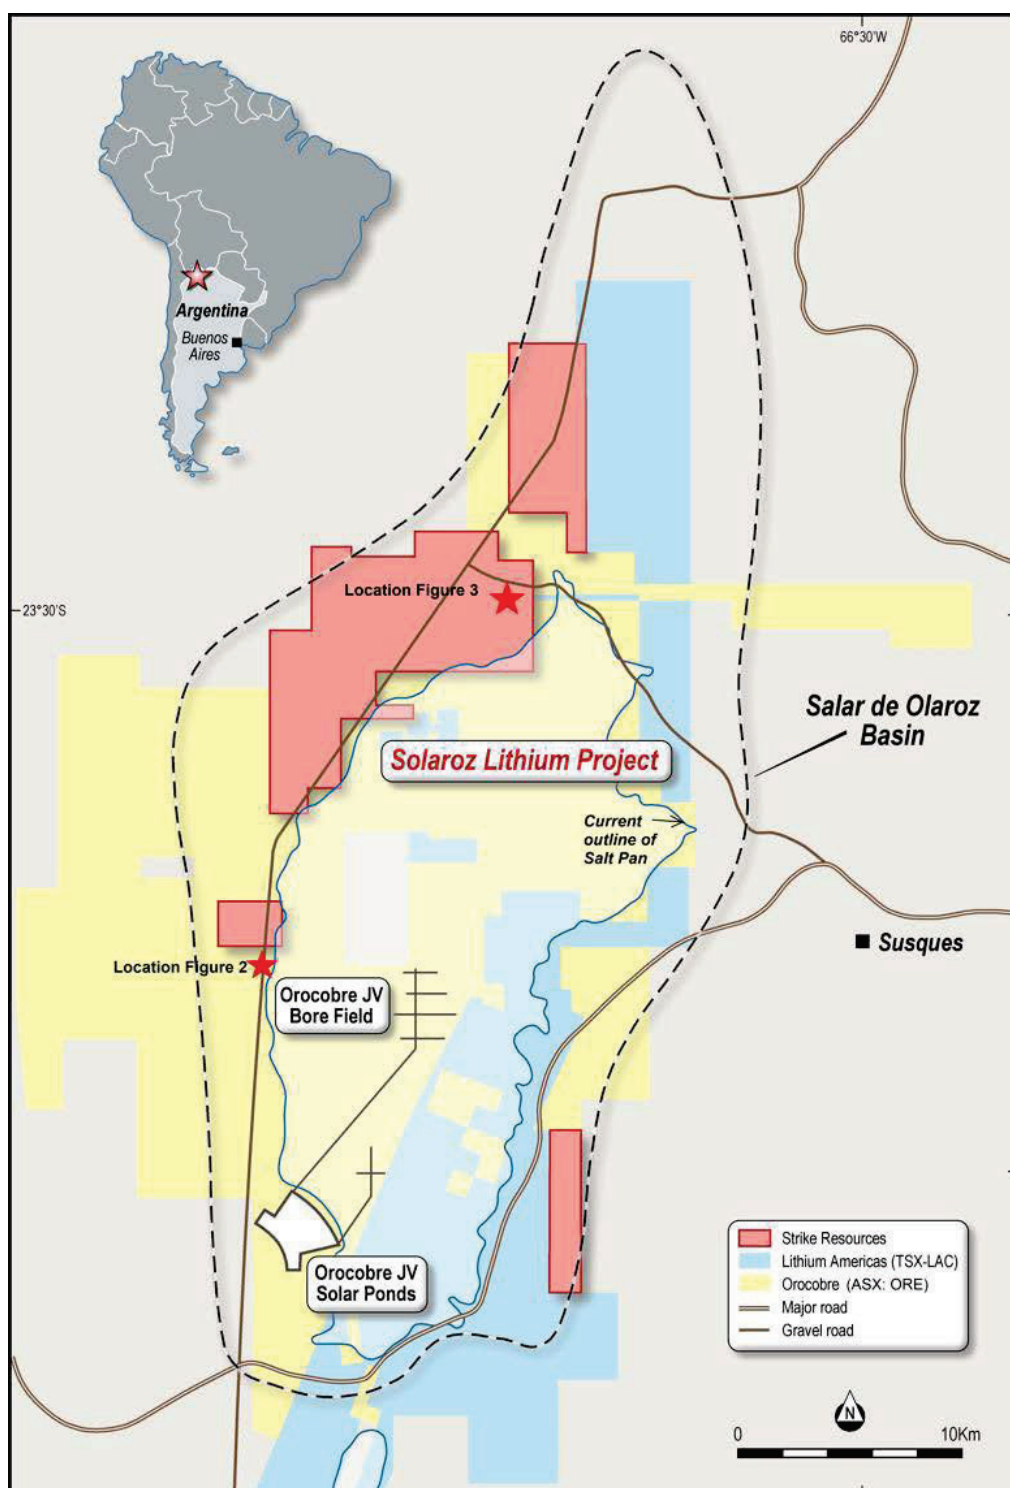 66°30'W
Argentina
Buenos
Aires
Location Figure 3
23°30'S
Salar de Olaroz
Basin
Solaroz Lithium Project
Current
outline of
Salt Pan
Susques
Location Figure 2
Orocobre JV
Bore Field
Orocobre JV
Solar Ponds
Strike Resources
Lithium Americas (TSX-LAC)
Orocobre (ASX: ORE)
Major road
Gravel road
N
0 10Km